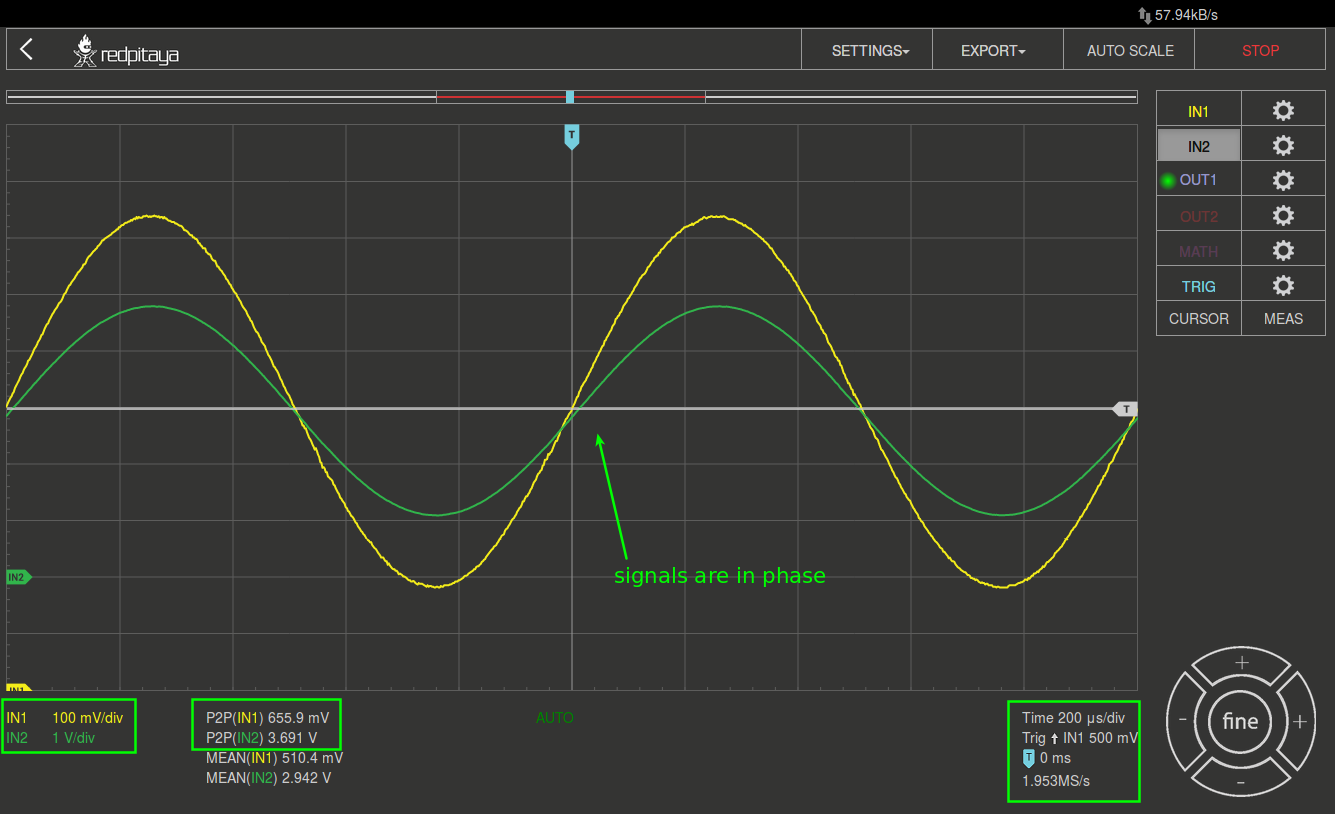 57.94kB/s
redpitaya
SETTINGS
EXPORT
AUTO SCALE
STOP
T
IN1
IN2
OUT1
OUT2
MATH
TRIG
CURSOR MEAS
T
signals are in phase
IN2
IN1
IN1 100 mV/div
IN2 1 V/div
P2P(IN1) 655.9 mV
P2P(IN2) 3.691 V
MEAN(IN1) 510.4 mV
MEAN(IN2) 2.942 V
AUTO
Time 200 µs/div
Trig IN1 500 mV
T 0 ms
1.953MS/s
+
- fine +
-